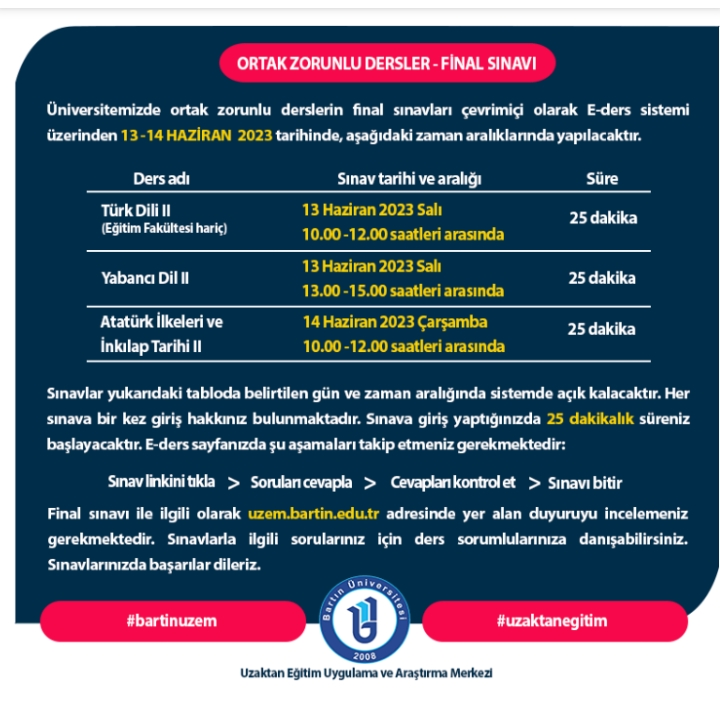 ORTAK ZORUNLU DERSLER - FİNAL SINAVI
Üniversitemizde ortak zorunlu derslerin final sınavları çevrimiçi olarak E-ders sistemi
üzerinden 13-14 HAZİRAN 2023 tarihinde, aşağıdaki zaman aralıklarında yapılacaktır.
Ders adı Sınav tarihi ve aralığı Süre
Türk Dili II 13 Haziran 2023 Salı 25 dakika
(Eğitim Fakültesi hariç) 10.00 -12.00 saatleri arasında
Yabancı Dil II 13 Haziran 2023 Salı 25 dakika
13.00 -15.00 saatleri arasında
Atatürk İlkeleri ve 14 Haziran 2023 Çarşamba 25 dakika
İnkılap Tarihi II 10.00 -12.00 saatleri arasında
Sınavlar yukarıdaki tabloda belirtilen gün ve zaman aralığında sistemde açık kalacaktır. Her
sınava bir kez giriş hakkınız bulunmaktadır. Sınava giriş yaptığınızda 25 dakikalık süreniz
başlayacaktır. E-ders sayfanızda şu aşamaları takip etmeniz gerekmektedir:
Sınav linkini tıkla > Soruları cevapla > Cevapları kontrol et > Sınavı bitir
Final sınavı ile ilgili olarak uzem.bartin.edu.tr adresinde yer alan duyuruyu incelemeniz
gerekmektedir. Sınavlarla ilgili sorularınız için ders sorumlularınıza danışabilirsiniz.
Sınavlarınızda başarılar dileriz.
#bartinuzem
Bartın Üniversitesi
2008
#uzaktanegitim
Uzaktan Eğitim Uygulama ve Araştırma Merkezi